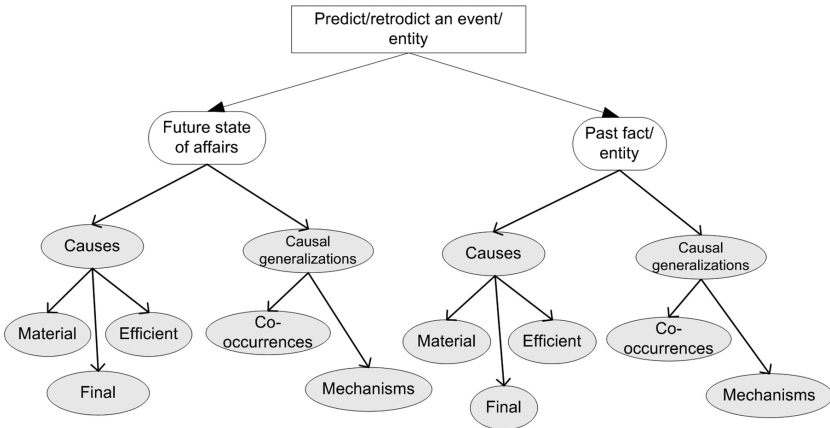 Predict/retrodict an event/
entity
Future state
of affairs
Past fact/
entity
Causes
Causal
generalizations
Causes
Causal
generalizations
Material
Efficient
Co-
occurrences
Material
Efficient
Co-
occurrences
Final
Mechanisms
Final
Mechanisms